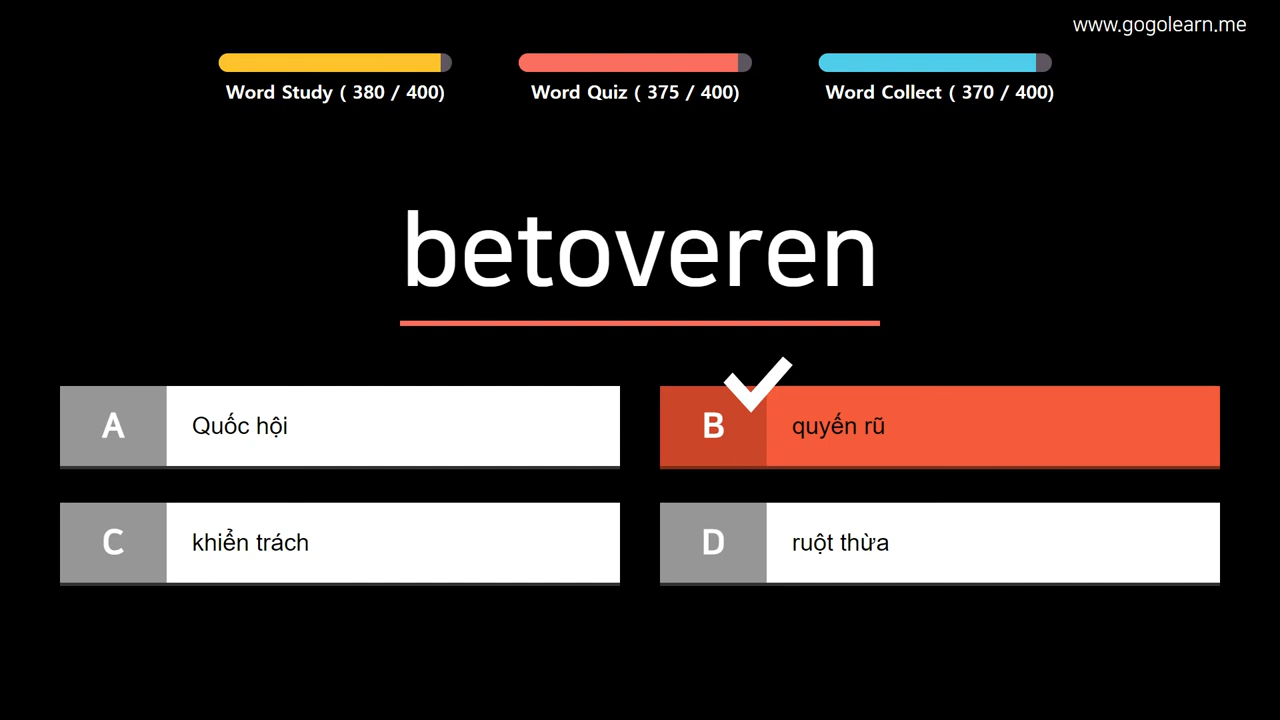 www.gogolearn.me
Word Study ( 380 / 400)
Word Quiz ( 375 / 400)
Word Collect ( 370 / 400)
betoveren
A
Quốc hội
B
quyến rũ
C
khiển trách
D
ruột thừa